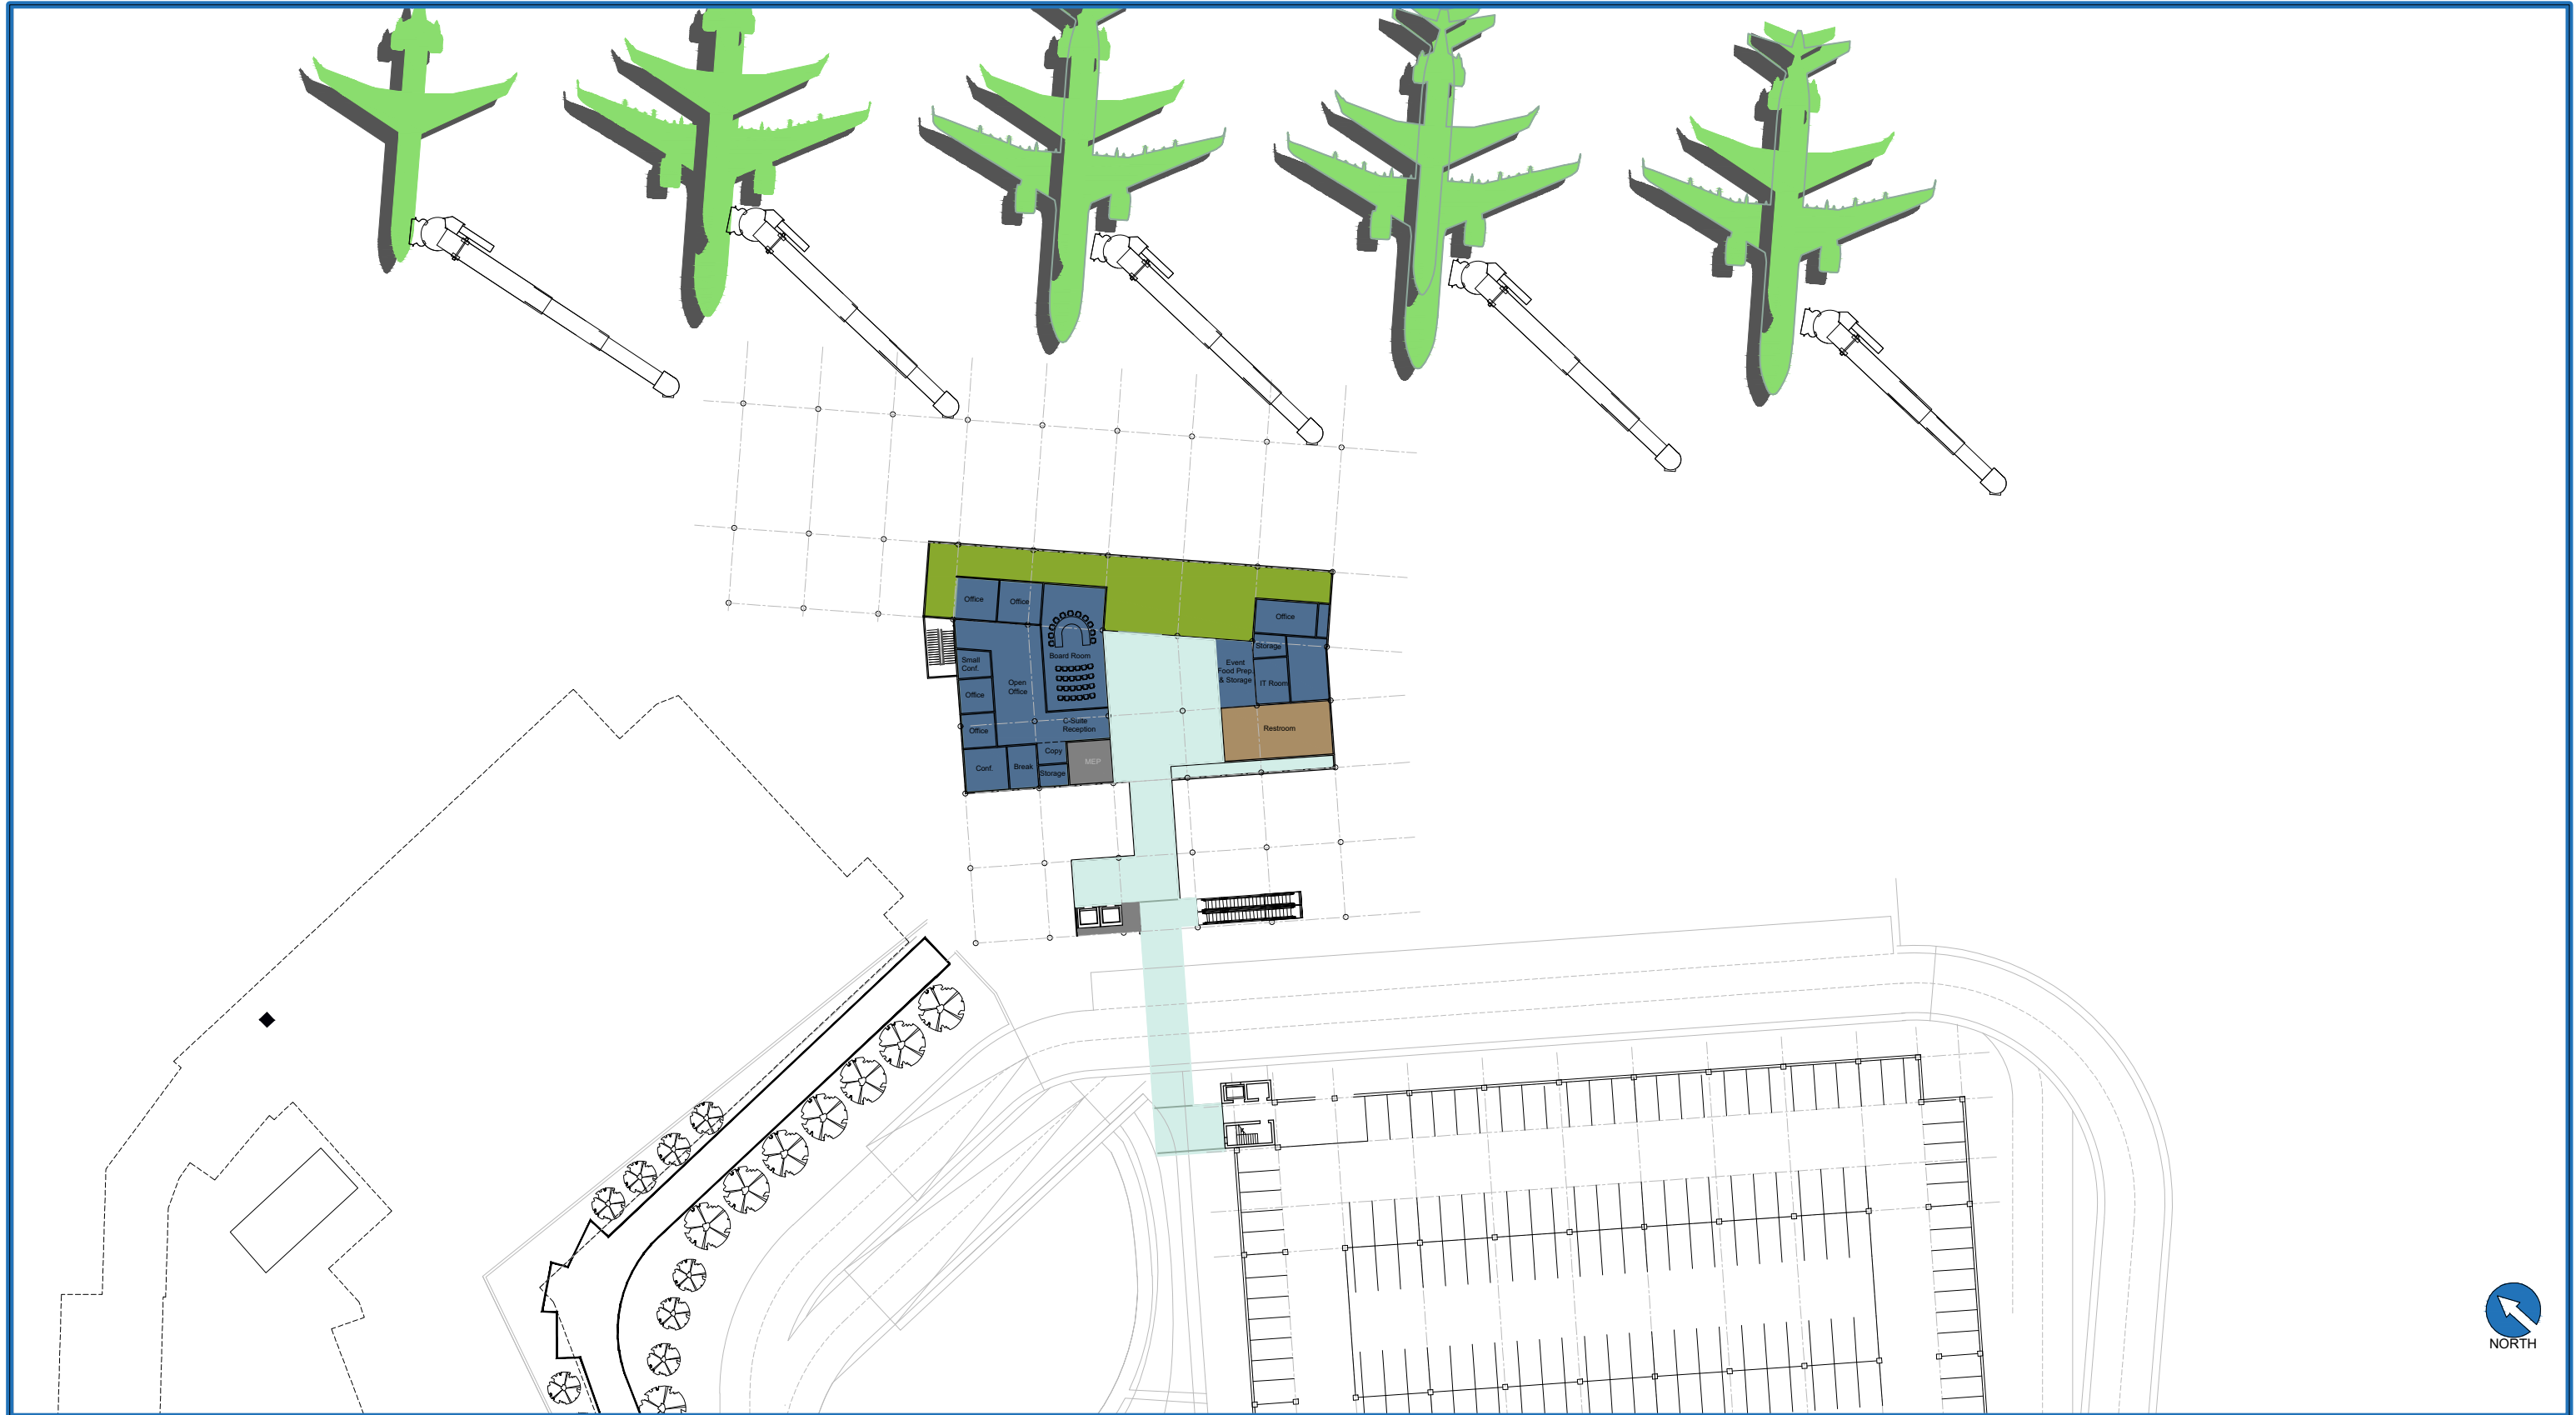 Office
Office
Board Room
Small
Conf.
Open
Office
Office
Office
C-Suite
Reception
Conf.
Break
Copy
Storage
MEP
Office
Storage
Event
Food Prep.
& Storage
IT Room
Restroom
NORTH